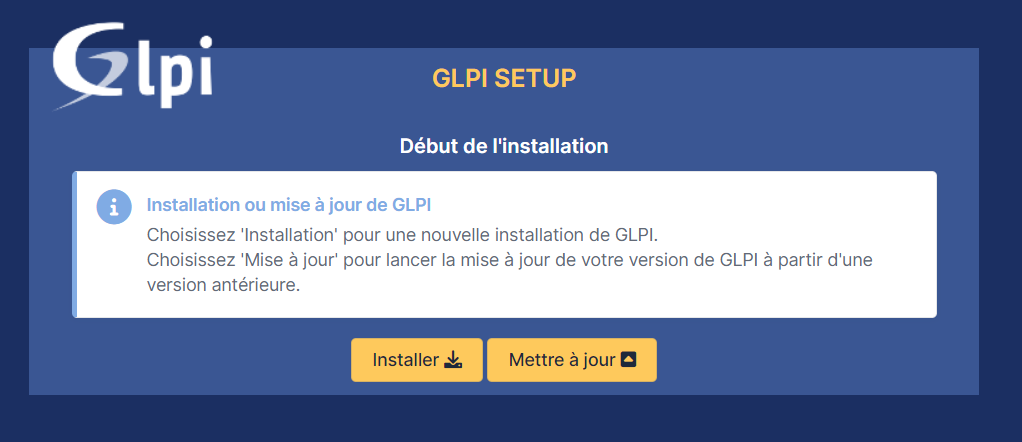 Glpi
GLPI SETUP
Début de l'installation
Installation ou mise à jour de GLPI
Choisissez 'Installation' pour une nouvelle installation de GLPI.
Choisissez 'Mise à jour' pour lancer la mise à jour de votre version de GLPI à partir d'une
version antérieure.
Installer
Mettre à jour